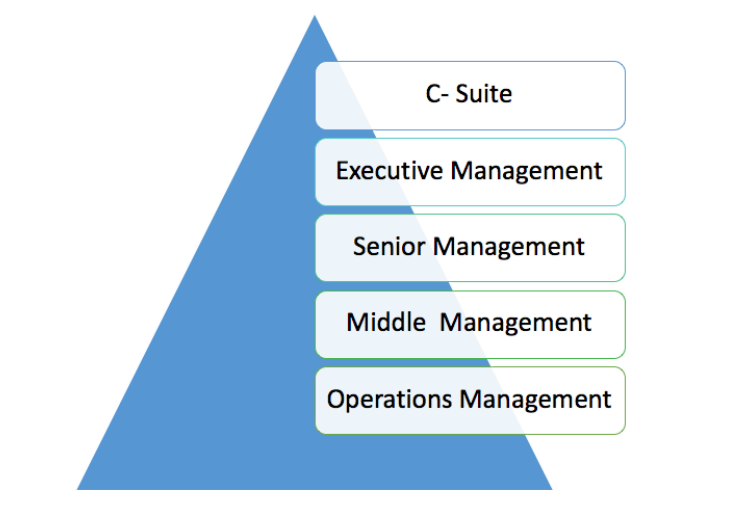 C- Suite
Executive Management
Senior Management
Middle  Management
Operations Management